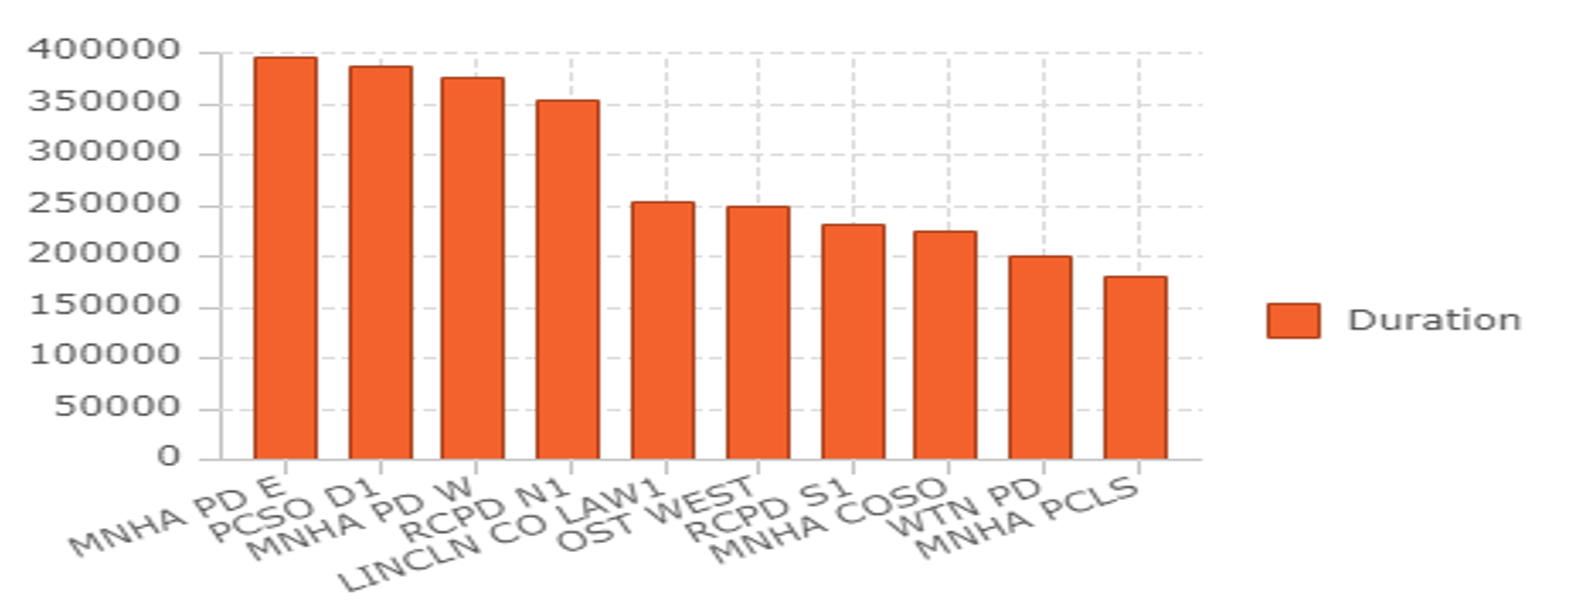 400000
350000
300000
250000
200000
150000
100000
50000
0
MNHA PD E
PCSO D1
MNHA PD W
RCPD N1
LINCLN CO LAW1
OST WEST
RCPD S1
MNHA COSO
WTN PD
MNHA PCLS
Duration